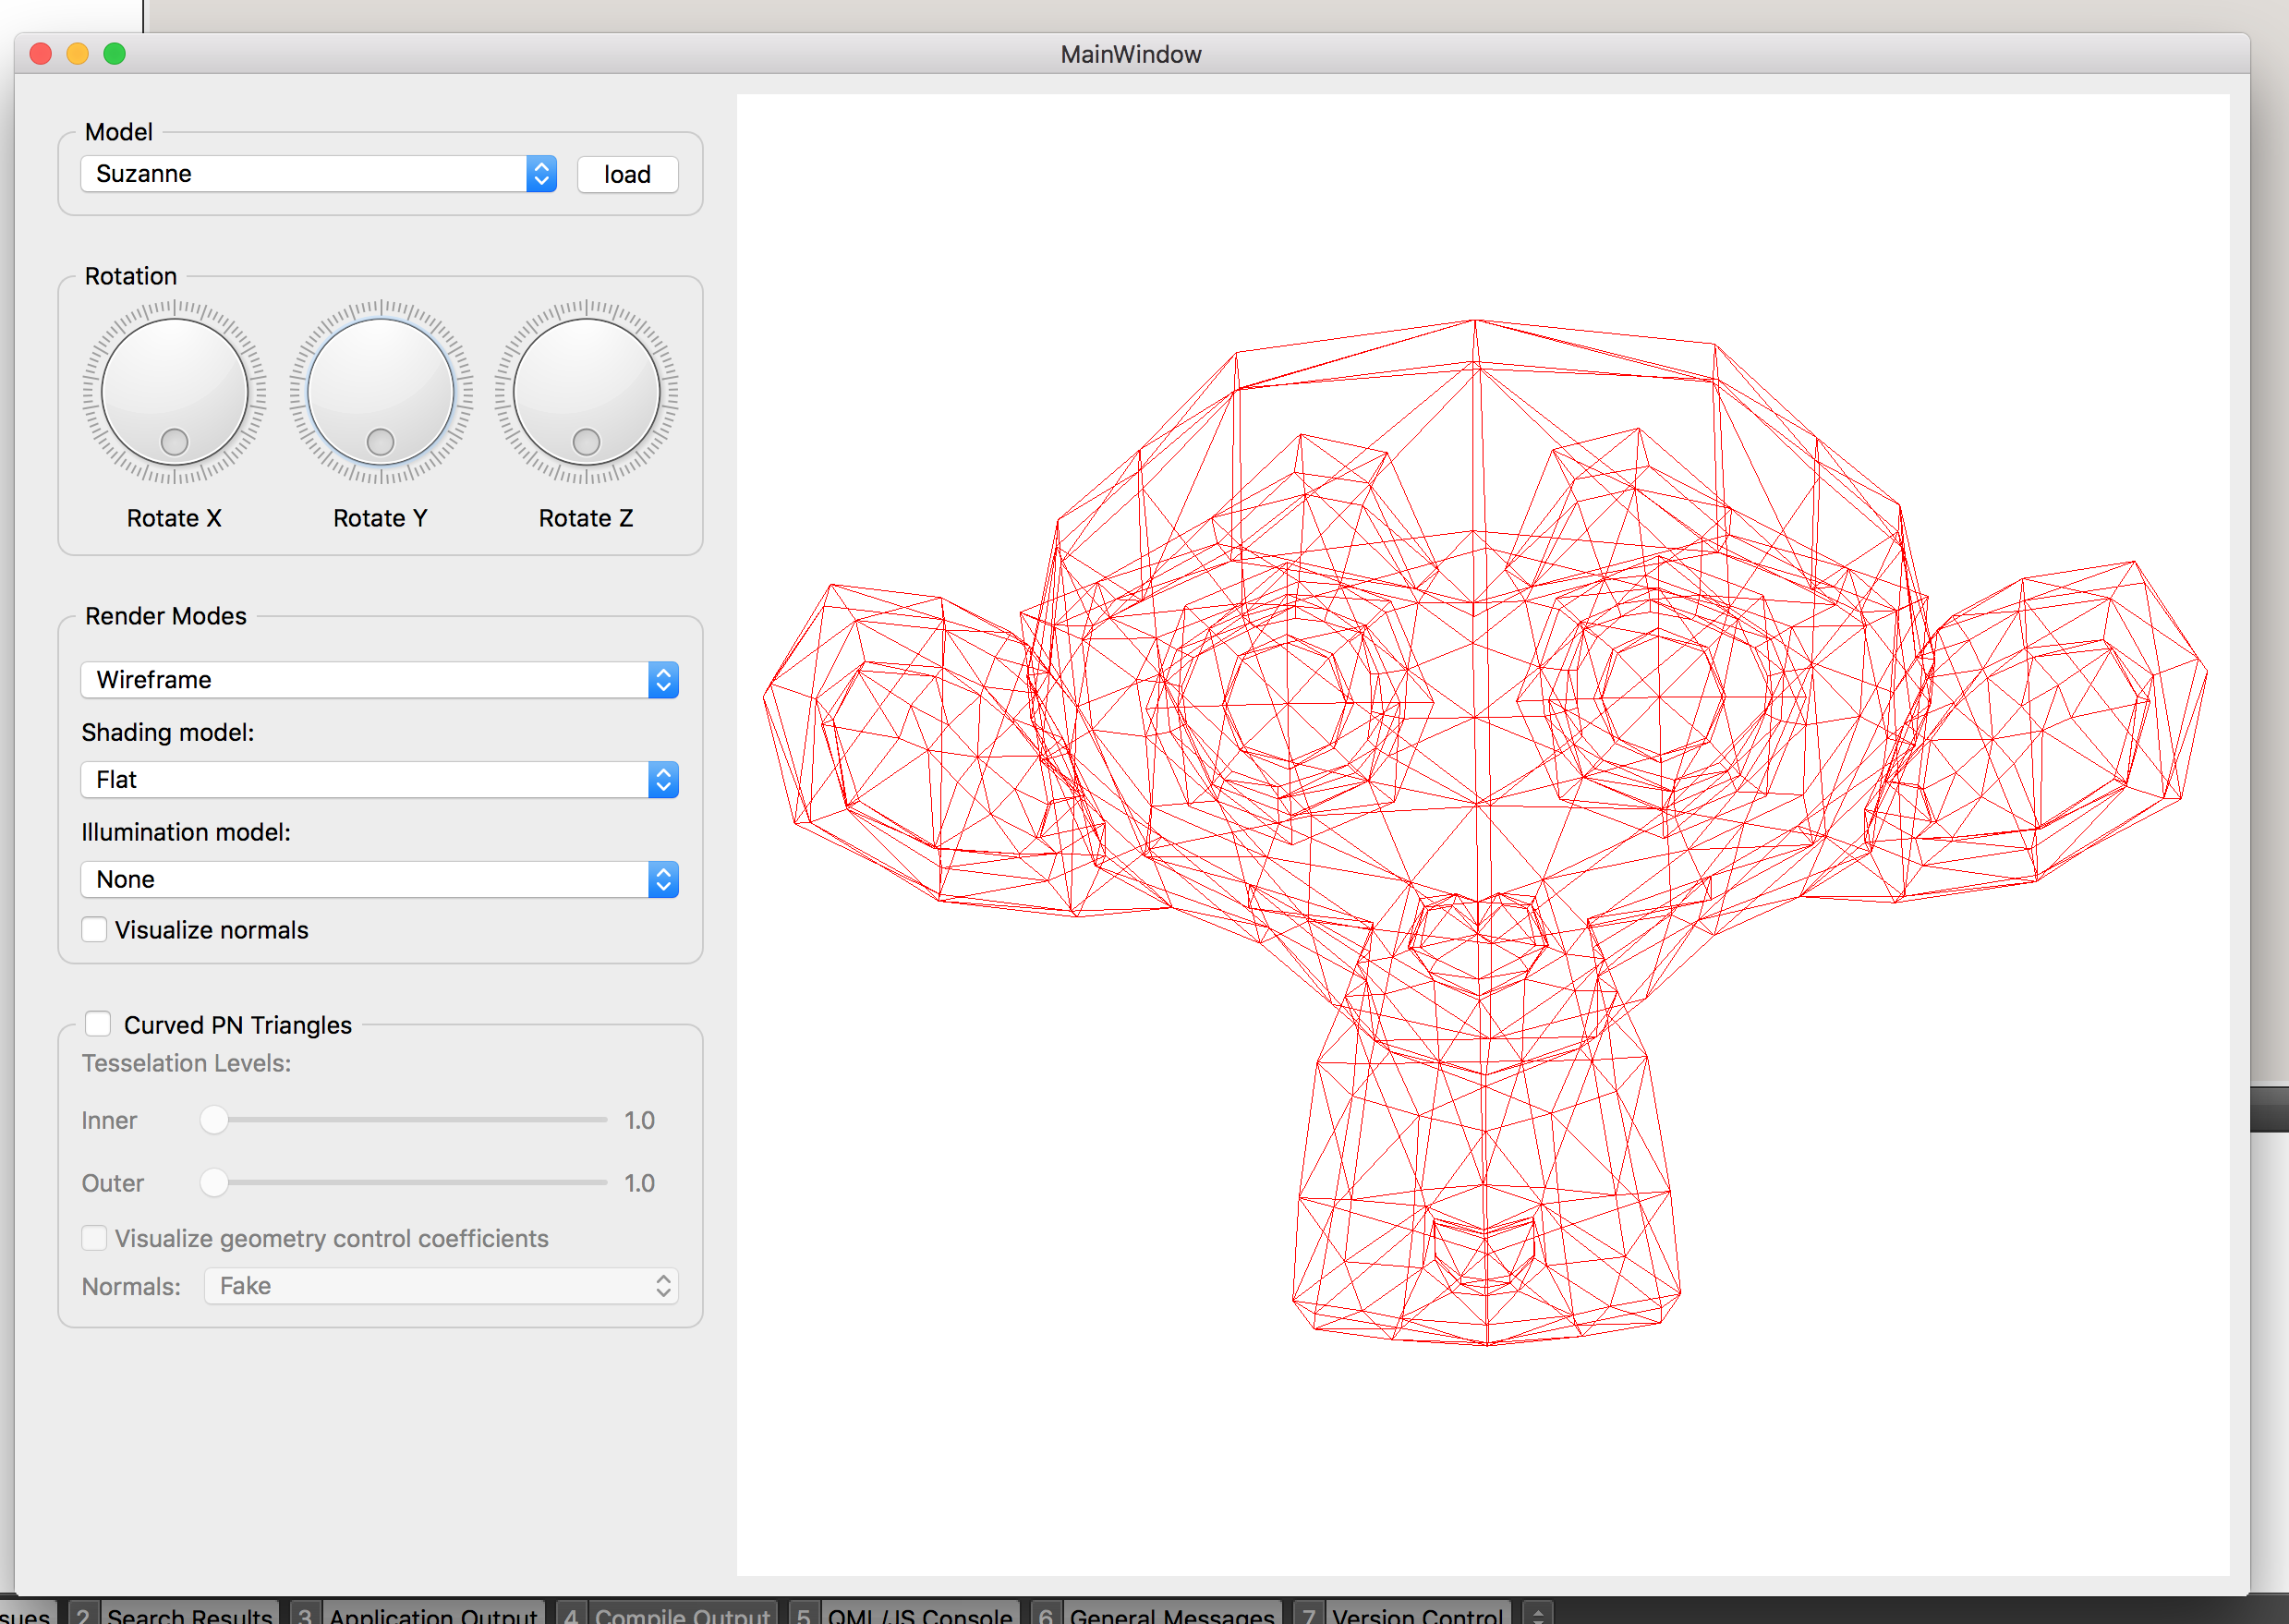 MainWindow
Model
Suzanne load
Rotation
Rotate X Rotate Y Rotate Z
Render Modes
Wireframe
Shading model:
Flat
Illumination model:
None
Visualize normals
Curved PN Triangles
Tesselation Levels:
Inner 1.0
Outer 1.0
Visualize geometry control coefficients
Normals: Fake
sues 2 Search Results 3 Application Output 4 Compile Output 5 QML/JS Console 6 General Messages 7 Version Control